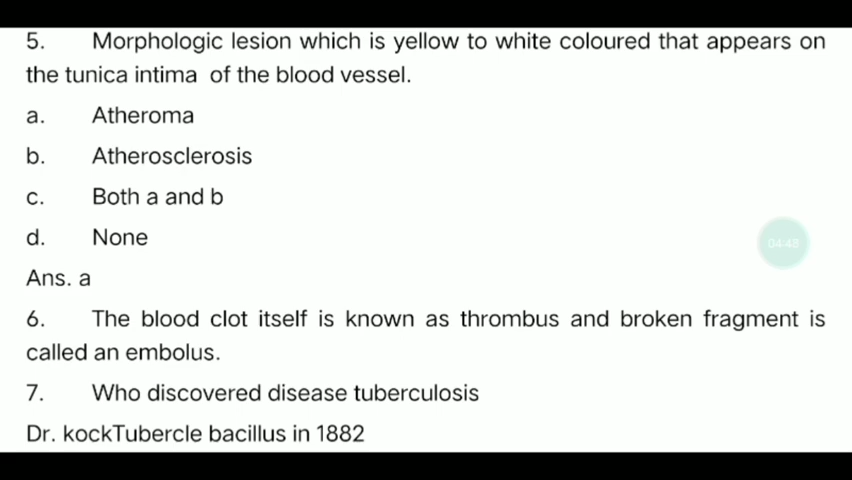 5. Morphologic lesion which is yellow to white coloured that appears on
the tunica intima of the blood vessel.
a. Atheroma
b. Atherosclerosis
c. Both a and b
d. None
04:43
Ans. a
6. The blood clot itself is known as thrombus and broken fragment is
called an embolus.
7. Who discovered disease tuberculosis
Dr. kockTubercle bacillus in 1882